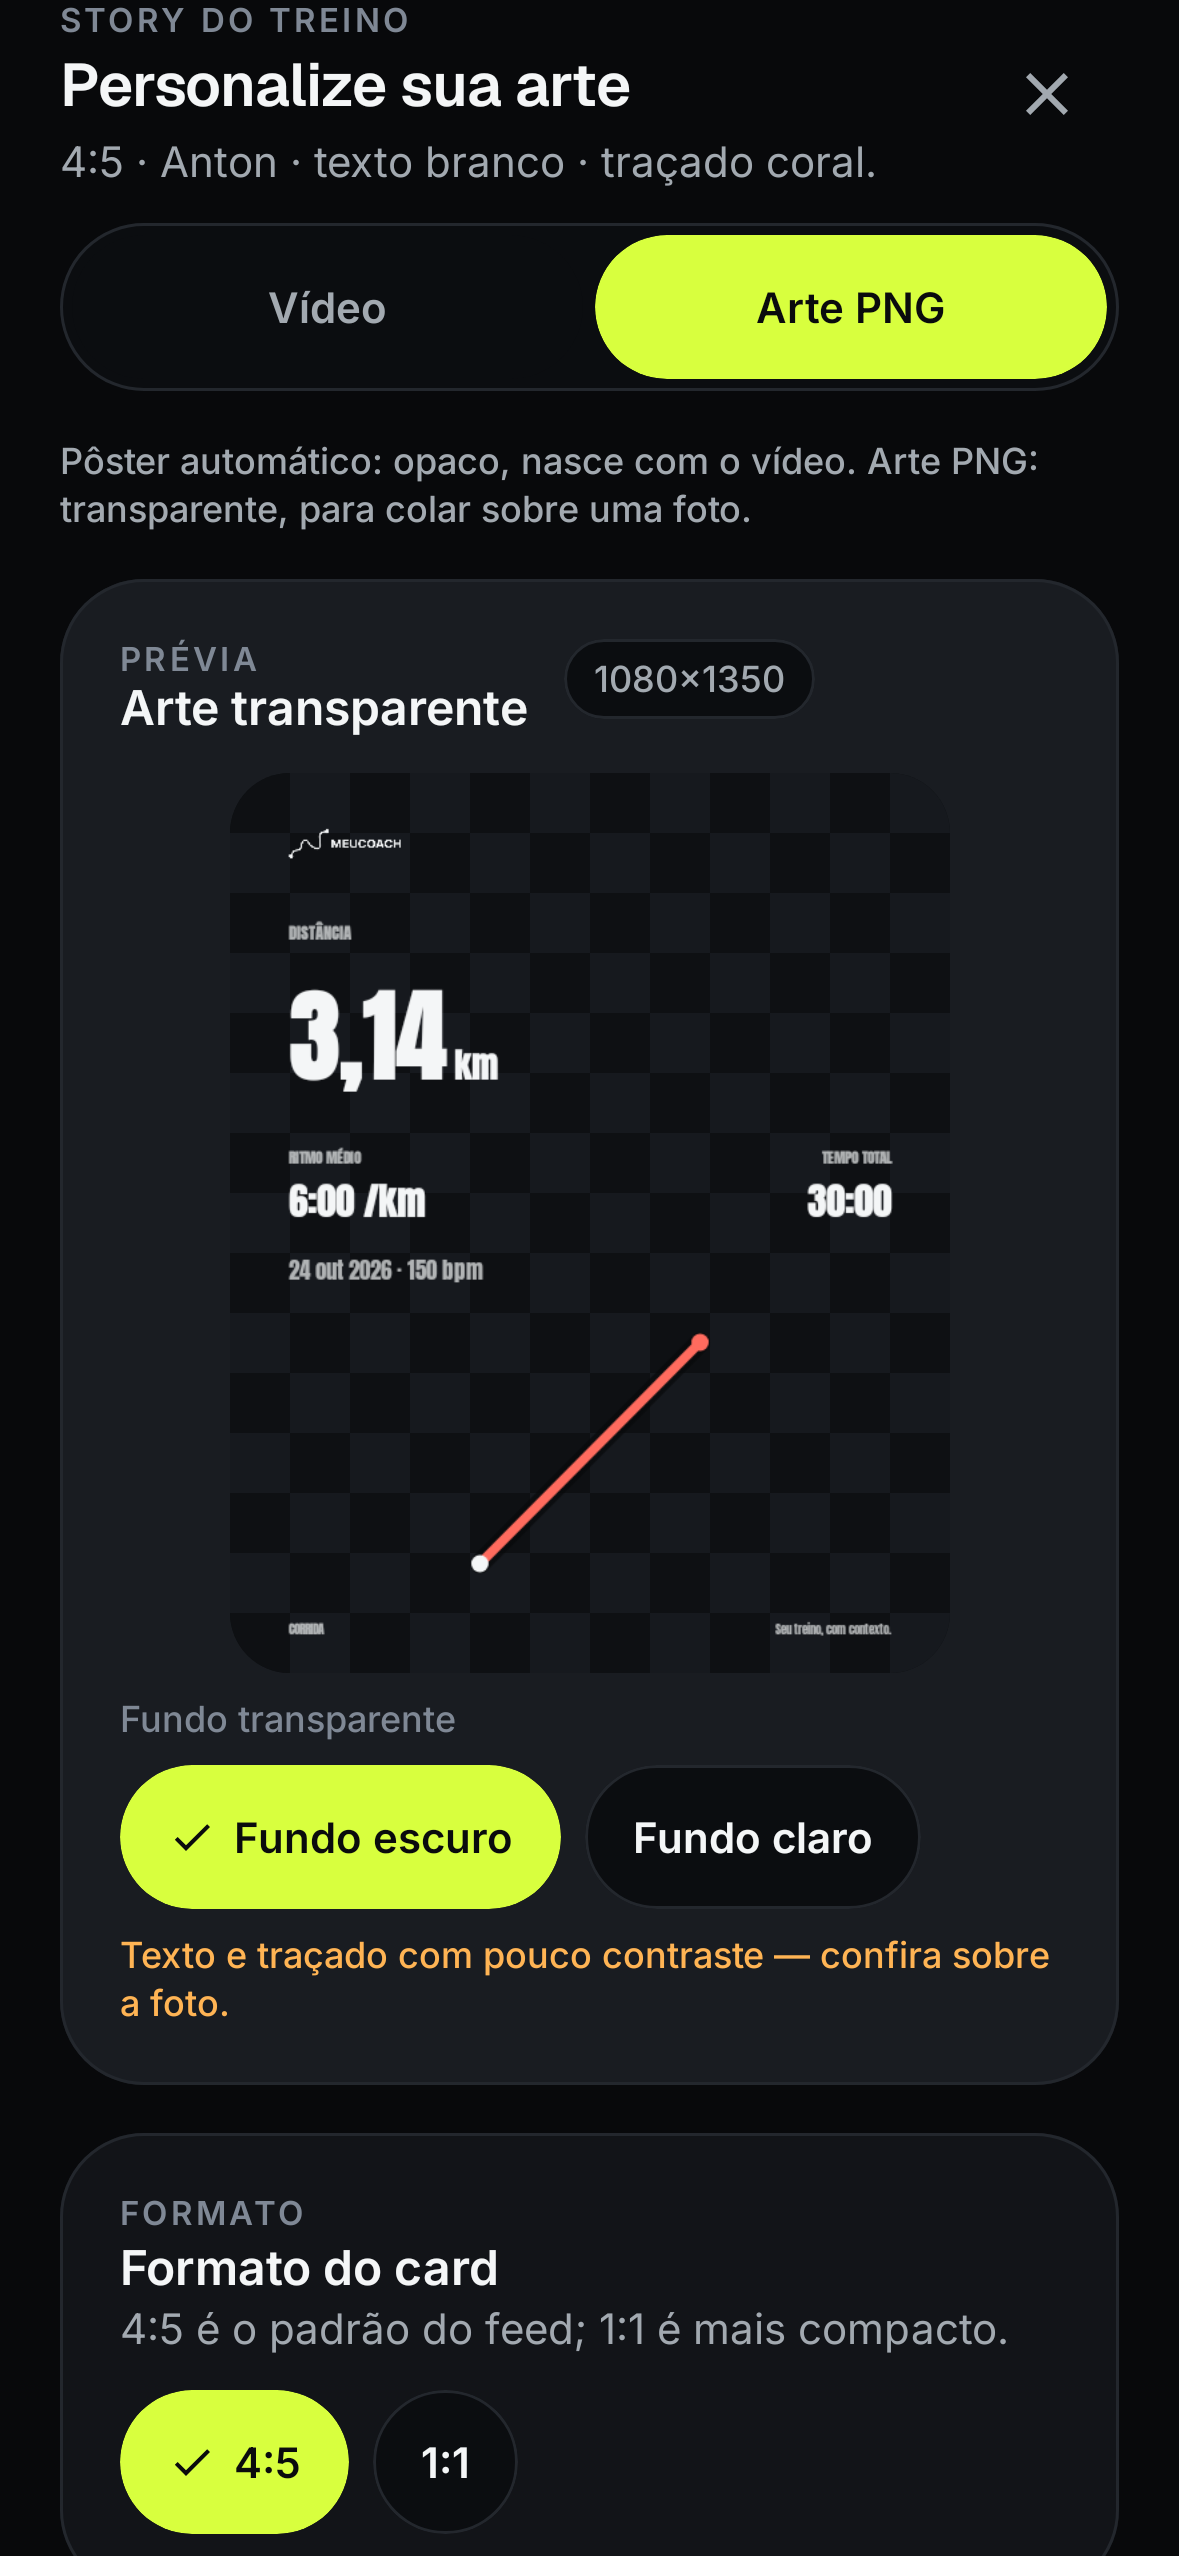 STORY DO TREINO
Personalize sua arte
4:5 · Anton · texto branco · traçado coral.
Vídeo
Arte PNG
Pôster automático: opaco, nasce com o vídeo. Arte PNG:
transparente, para colar sobre uma foto.
PRÉVIA
Arte transparente
1080×1350
MEUCOACH
DISTÂNCIA
3,14 km
RITMO MÉDIO
TEMPO TOTAL
6:00 /km
30:00
24 out 2026 · 150 bpm
CORRIDA
Seu treino, com contexto.
Fundo transparente
Fundo escuro
Fundo claro
Texto e traçado com pouco contraste — confira sobre
a foto.
FORMATO
Formato do card
4:5 é o padrão do feed; 1:1 é mais compacto.
4:5
1:1